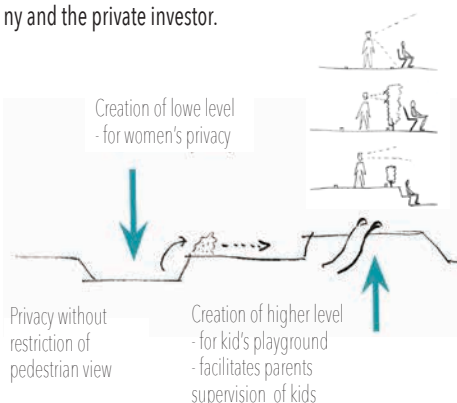 ny and the private investor.
Creation of lowe level
- for women's privacy
Privacy without
restriction of
pedestrian view
Creation of higher level
- for kid's playground
- facilitates parents
supervision of kids